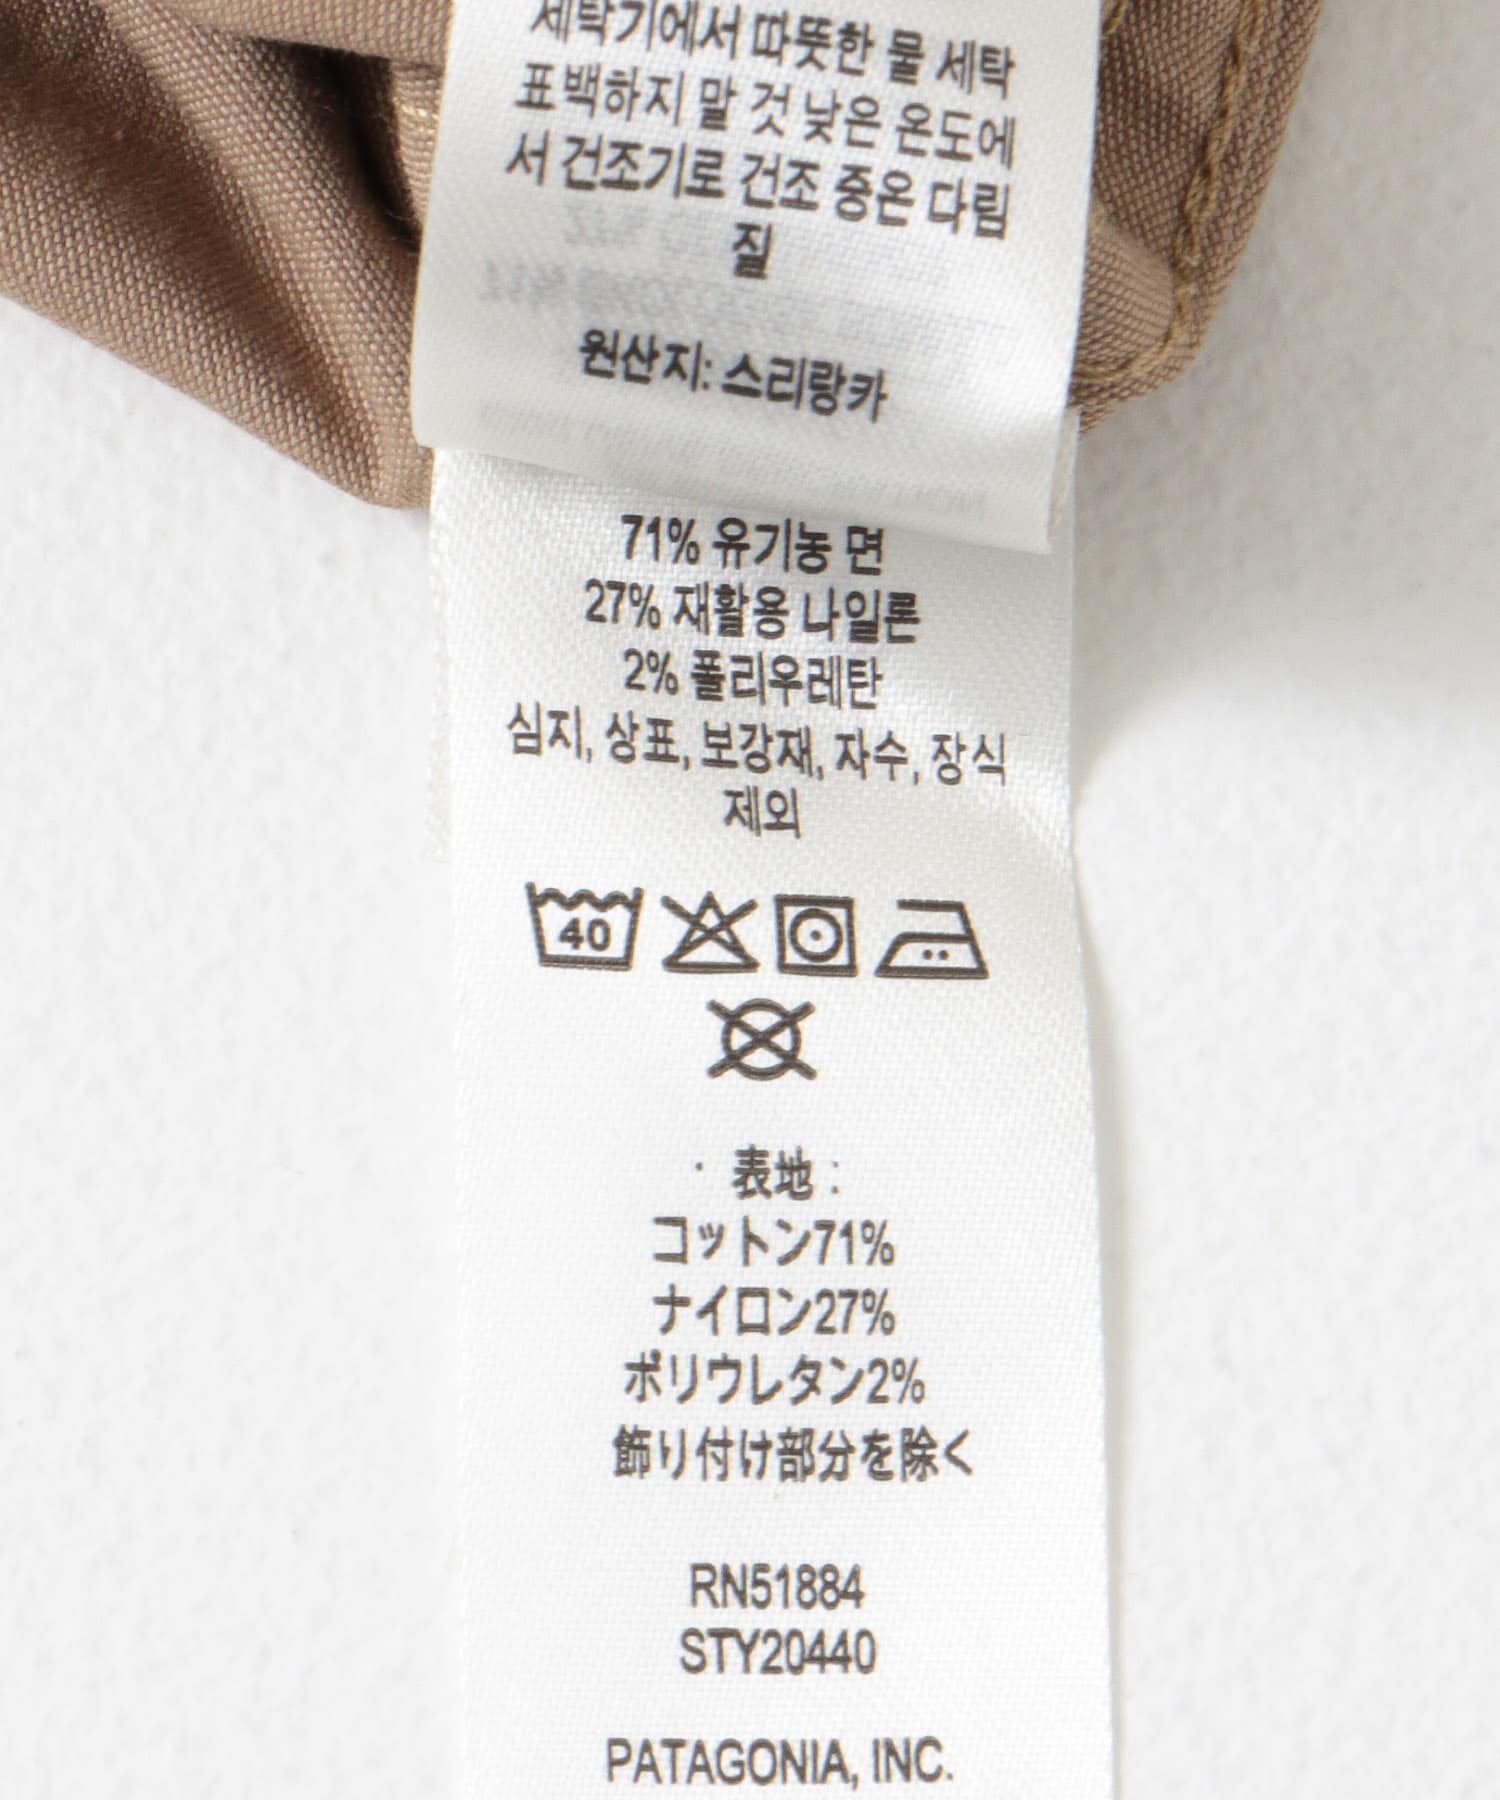 세탁기에서 따뜻한 물 세탁
표백하지 말 것 낮은 온도에
서 건조기로 건조 중온 다림
질
원산지: 스리랑카
71% 유기농 면
27% 재활용 나일론
2% 폴리우레탄
심지, 상표, 보강재, 자수, 장식
제외
40
・表地 :
コットン71%
ナイロン27%
ポリウレタン2%
飾り付け部分を除く
RN51884
STY20440
PATAGONIA, INC.